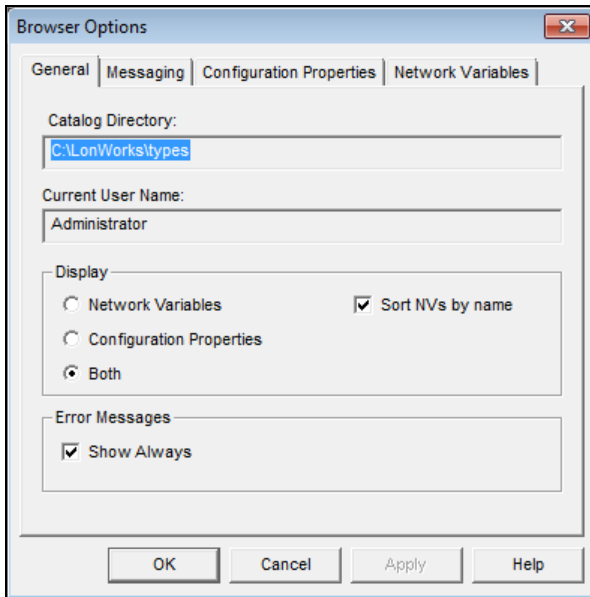 Browser Options
General Messaging Configuration Properties Network Variables
Catalog Directory:
C:\LonWorks\types
Current User Name:
Administrator
Display
Network Variables Sort NVs by name
Configuration Properties
Both
Error Messages
Show Always
OK Cancel Apply Help